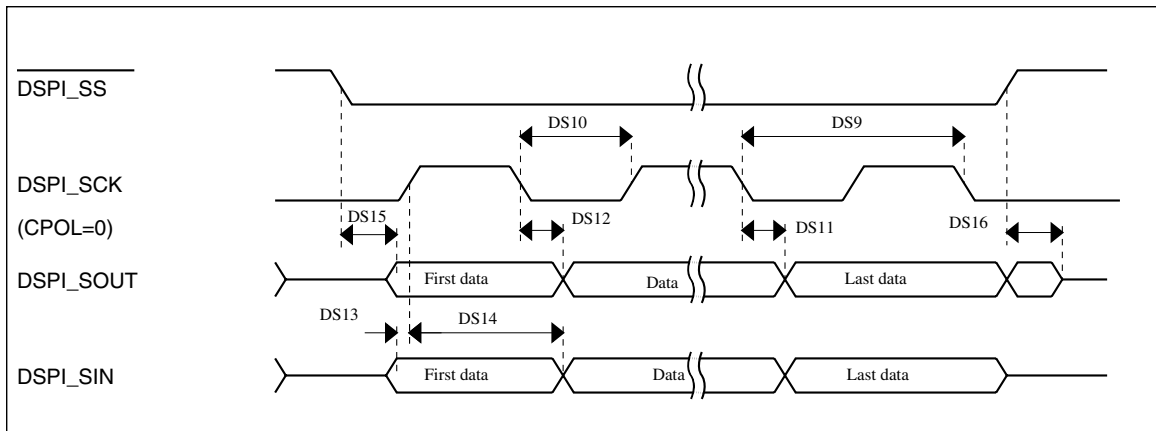 DSPI_SS
DS10
DS9
DSPI_SCK
(CPOL=0)
DS15
DS12
DS11
DS16
DSPI_SOUT
First data
Data
Last data
DS13
DS14
DSPI_SIN
First data
Data
Last data